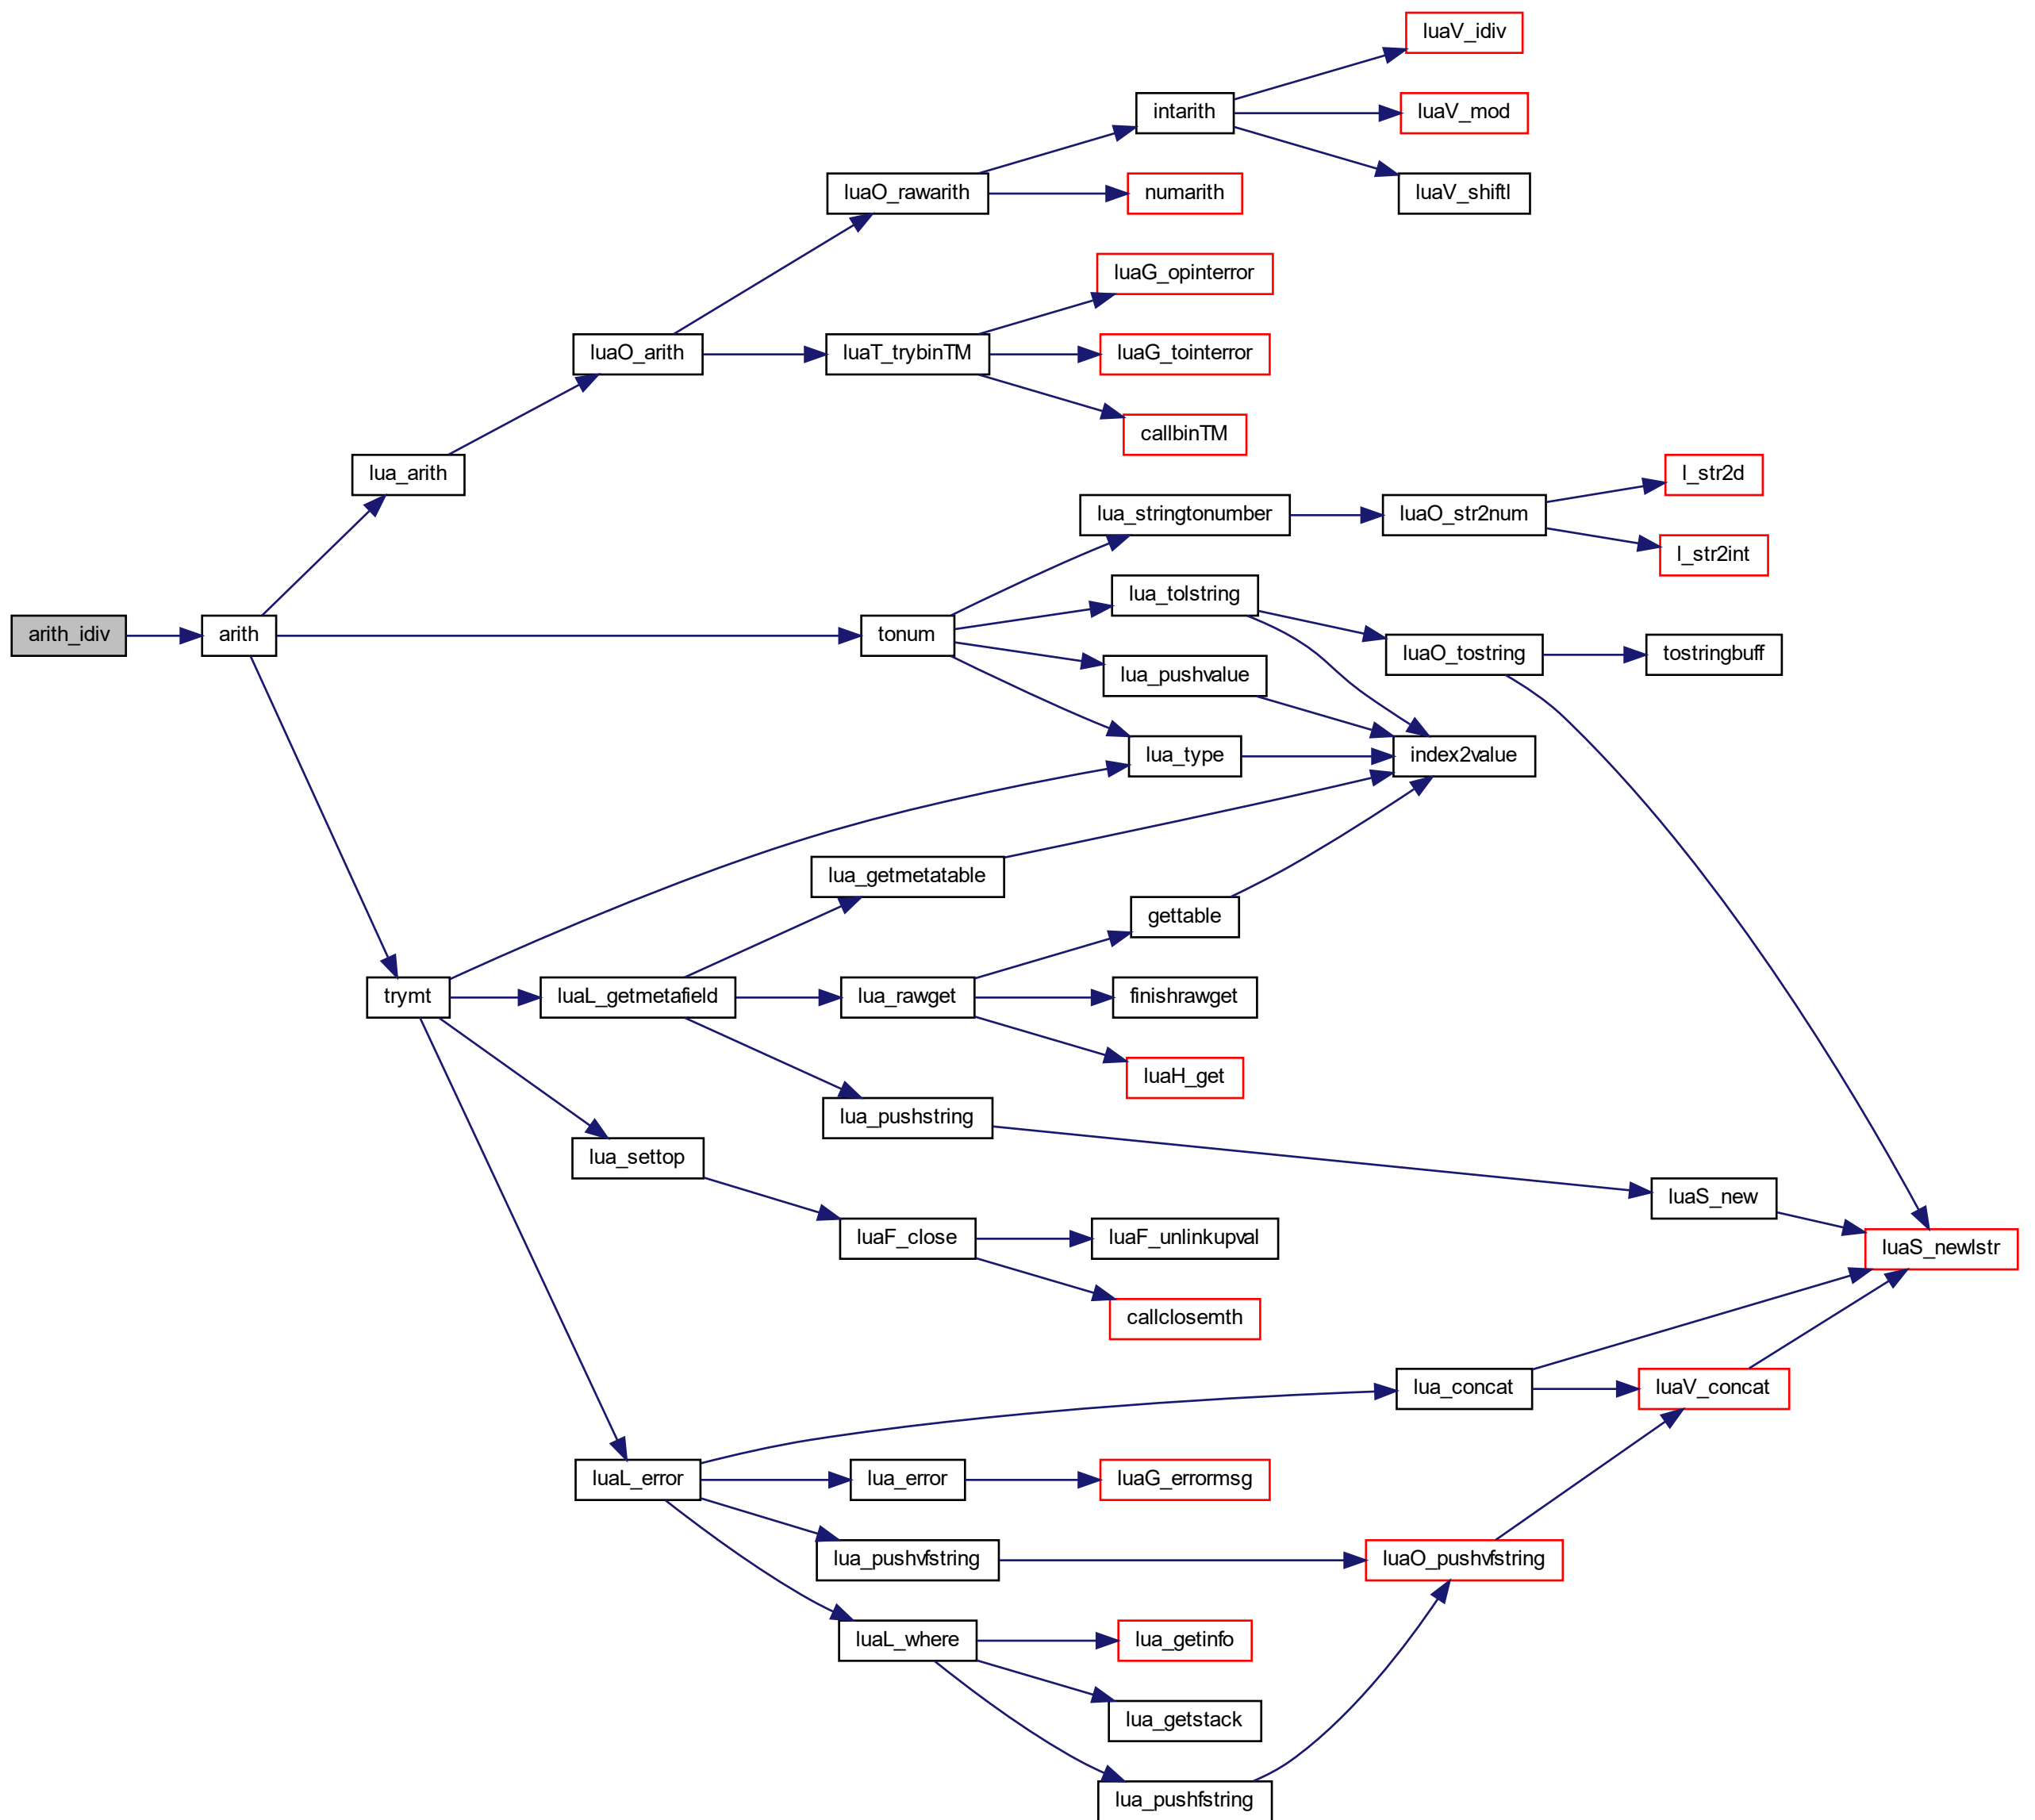 luaV_idiv
intarith
luaV_mod
luaO_rawarith
numarith
luaV_shiftl
luaG_opinterror
luaO_arith
luaT_trybinTM
luaG_tointerror
callbinTM
lua_arith
l_str2d
lua_stringtonumber
luaO_str2num
l_str2int
lua_tolstring
arith_idiv
arith
tonum
luaO_tostring
tostringbuff
lua_pushvalue
lua_type
index2value
lua_getmetatable
gettable
trymt
luaL_getmetafield
lua_rawget
finishrawget
luaH_get
lua_pushstring
lua_settop
luaS_new
luaF_close
luaF_unlinkupval
luaS_newlstr
callclosemth
lua_concat
luaV_concat
luaL_error
lua_error
luaG_errormsg
lua_pushvfstring
luaO_pushvfstring
luaL_where
lua_getinfo
lua_getstack
lua_pushfstring